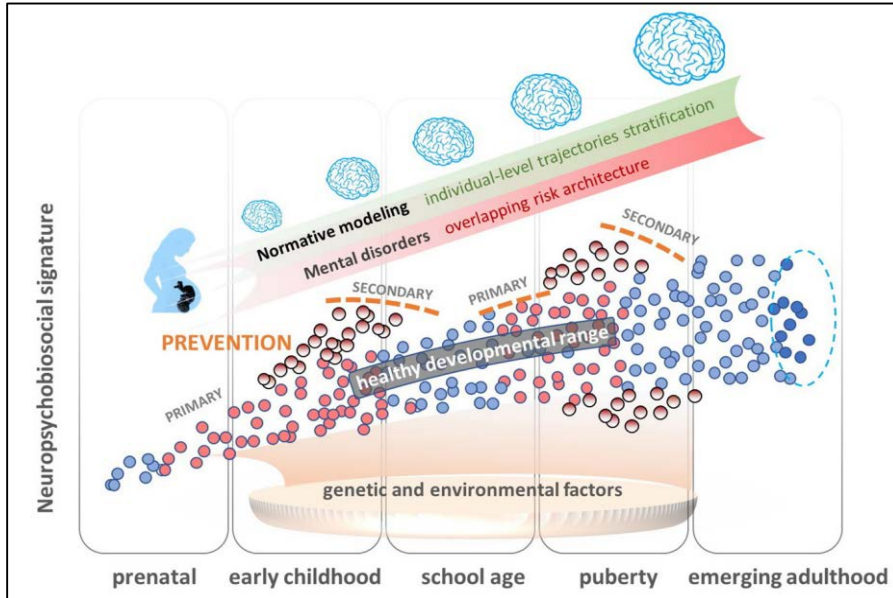 Neuropsychobiosocial signature
Normative modeling individual-level trajectories stratification
Mental disorders overlapping risk architecture
SECONDARY
PRIMARY
SECONDARY
PREVENTION
PRIMARY
healthy developmental range
genetic and environmental factors
prenatal
early childhood
school age
puberty
emerging adulthood